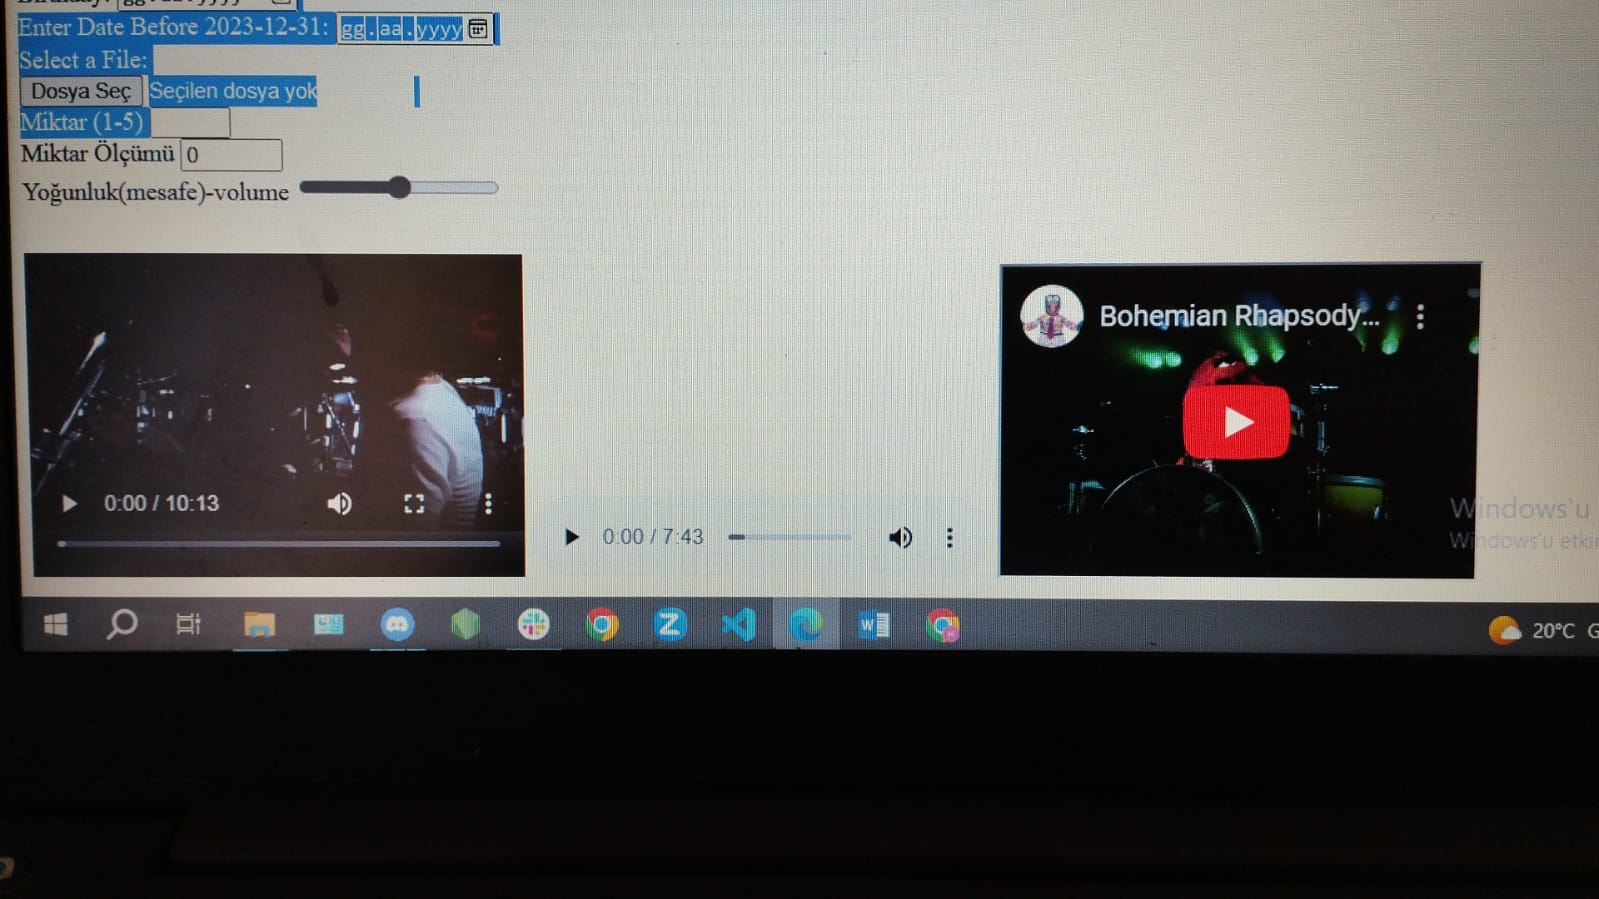 Enter Date Before 2023-12-31: gg.aa.yyyy
Select a File:
Dosya Seç Seçilen dosya yok
Miktar (1-5)
Miktar Ölçümü 0
Yoğunluk(mesafe)-volume
Bohemian Rhapsody...
0:00 / 10:13
0:00 / 7:43
Windows'u
Windows'u
20°C